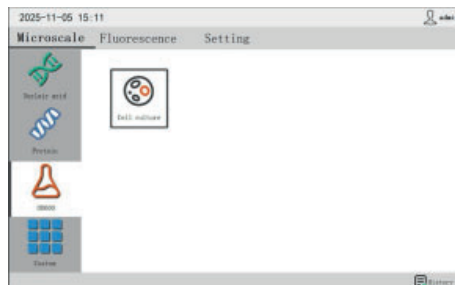 2025-11-05 15:11
Microscale Fluorescence Setting
Nucleic acid
Cell culture
Protein
Custom
History